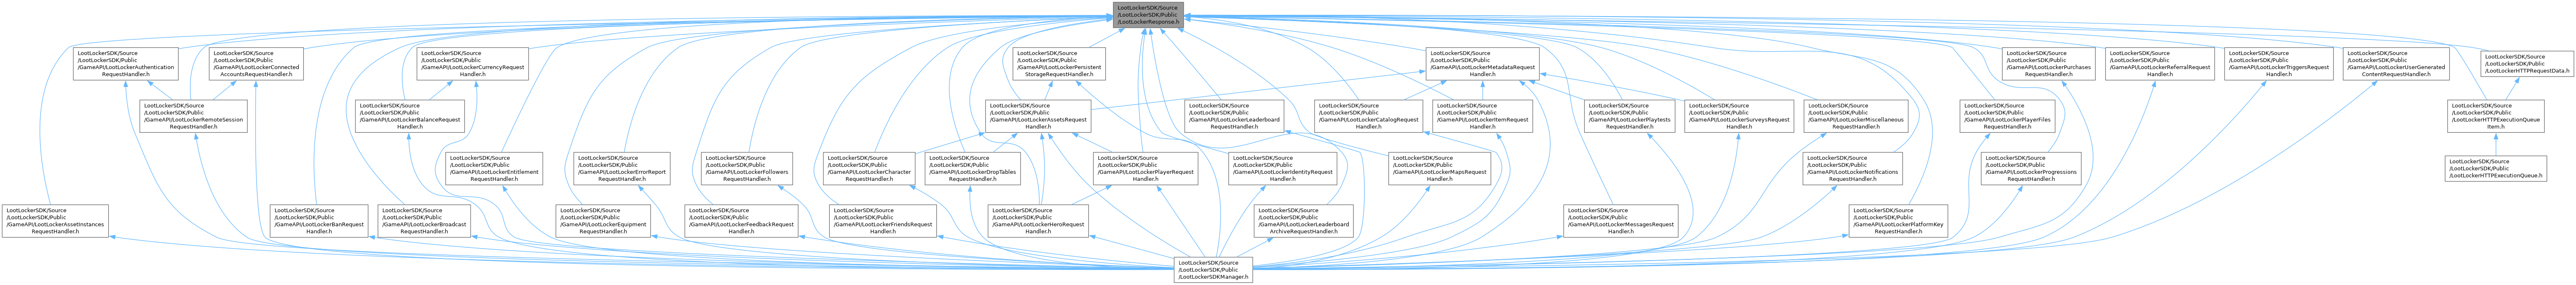 LootLockerSDK/Source
/LootLockerSDK/Public
/LootLockerResponse.h
LootLockerSDK/Source
/LootLockerSDK/Public
/GameAPI/LootLockerAuthentication
RequestHandler.h
LootLockerSDK/Source
/LootLockerSDK/Public
/GameAPI/LootLockerConnected
AccountsRequestHandler.h
LootLockerSDK/Source
/LootLockerSDK/Public
/GameAPI/LootLockerCurrencyRequest
Handler.h
LootLockerSDK/Source
/LootLockerSDK/Public
/GameAPI/LootLockerPersistent
StorageRequestHandler.h
LootLockerSDK/Source
/LootLockerSDK/Public
/GameAPI/LootLockerMetadataRequest
Handler.h
LootLockerSDK/Source
/LootLockerSDK/Public
/GameAPI/LootLockerPurchases
RequestHandler.h
LootLockerSDK/Source
/LootLockerSDK/Public
/GameAPI/LootLockerReferralRequest
Handler.h
LootLockerSDK/Source
/LootLockerSDK/Public
/GameAPI/LootLockerTriggersRequest
Handler.h
LootLockerSDK/Source
/LootLockerSDK/Public
/GameAPI/LootLockerUserGenerated
ContentRequestHandler.h
LootLockerSDK/Source
/LootLockerSDK/Public
/LootLockerHTTPRequestData.h
LootLockerSDK/Source
/LootLockerSDK/Public
/GameAPI/LootLockerRemoteSession
RequestHandler.h
LootLockerSDK/Source
/LootLockerSDK/Public
/GameAPI/LootLockerBalanceRequest
Handler.h
LootLockerSDK/Source
/LootLockerSDK/Public
/GameAPI/LootLockerAssetsRequest
Handler.h
LootLockerSDK/Source
/LootLockerSDK/Public
/GameAPI/LootLockerLeaderboard
RequestHandler.h
LootLockerSDK/Source
/LootLockerSDK/Public
/GameAPI/LootLockerCatalogRequest
Handler.h
LootLockerSDK/Source
/LootLockerSDK/Public
/GameAPI/LootLockerItemRequest
Handler.h
LootLockerSDK/Source
/LootLockerSDK/Public
/GameAPI/LootLockerPlaytests
RequestHandler.h
LootLockerSDK/Source
/LootLockerSDK/Public
/GameAPI/LootLockerSurveysRequest
Handler.h
LootLockerSDK/Source
/LootLockerSDK/Public
/GameAPI/LootLockerMiscellaneous
RequestHandler.h
LootLockerSDK/Source
/LootLockerSDK/Public
/GameAPI/LootLockerPlayerFiles
RequestHandler.h
LootLockerSDK/Source
/LootLockerSDK/Public
/LootLockerHTTPExecutionQueue
Item.h
LootLockerSDK/Source
/LootLockerSDK/Public
/GameAPI/LootLockerEntitlement
RequestHandler.h
LootLockerSDK/Source
/LootLockerSDK/Public
/GameAPI/LootLockerErrorReport
RequestHandler.h
LootLockerSDK/Source
/LootLockerSDK/Public
/GameAPI/LootLockerFollowers
RequestHandler.h
LootLockerSDK/Source
/LootLockerSDK/Public
/GameAPI/LootLockerCharacter
RequestHandler.h
LootLockerSDK/Source
/LootLockerSDK/Public
/GameAPI/LootLockerDropTables
RequestHandler.h
LootLockerSDK/Source
/LootLockerSDK/Public
/GameAPI/LootLockerPlayerRequest
Handler.h
LootLockerSDK/Source
/LootLockerSDK/Public
/GameAPI/LootLockerIdentityRequest
Handler.h
LootLockerSDK/Source
/LootLockerSDK/Public
/GameAPI/LootLockerMapsRequest
Handler.h
LootLockerSDK/Source
/LootLockerSDK/Public
/GameAPI/LootLockerNotifications
RequestHandler.h
LootLockerSDK/Source
/LootLockerSDK/Public
/GameAPI/LootLockerProgressions
RequestHandler.h
LootLockerSDK/Source
/LootLockerSDK/Public
/LootLockerHTTPExecutionQueue.h
LootLockerSDK/Source
/LootLockerSDK/Public
/GameAPI/LootLockerAssetInstances
RequestHandler.h
LootLockerSDK/Source
/LootLockerSDK/Public
/GameAPI/LootLockerBanRequest
Handler.h
LootLockerSDK/Source
/LootLockerSDK/Public
/GameAPI/LootLockerBroadcast
RequestHandler.h
LootLockerSDK/Source
/LootLockerSDK/Public
/GameAPI/LootLockerEquipment
RequestHandler.h
LootLockerSDK/Source
/LootLockerSDK/Public
/GameAPI/LootLockerFeedbackRequest
Handler.h
LootLockerSDK/Source
/LootLockerSDK/Public
/GameAPI/LootLockerFriendsRequest
Handler.h
LootLockerSDK/Source
/LootLockerSDK/Public
/GameAPI/LootLockerHeroRequest
Handler.h
LootLockerSDK/Source
/LootLockerSDK/Public
/GameAPI/LootLockerLeaderboard
ArchiveRequestHandler.h
LootLockerSDK/Source
/LootLockerSDK/Public
/GameAPI/LootLockerMessagesRequest
Handler.h
LootLockerSDK/Source
/LootLockerSDK/Public
/GameAPI/LootLockerPlatformKey
RequestHandler.h
LootLockerSDK/Source
/LootLockerSDK/Public
/LootLockerSDKManager.h